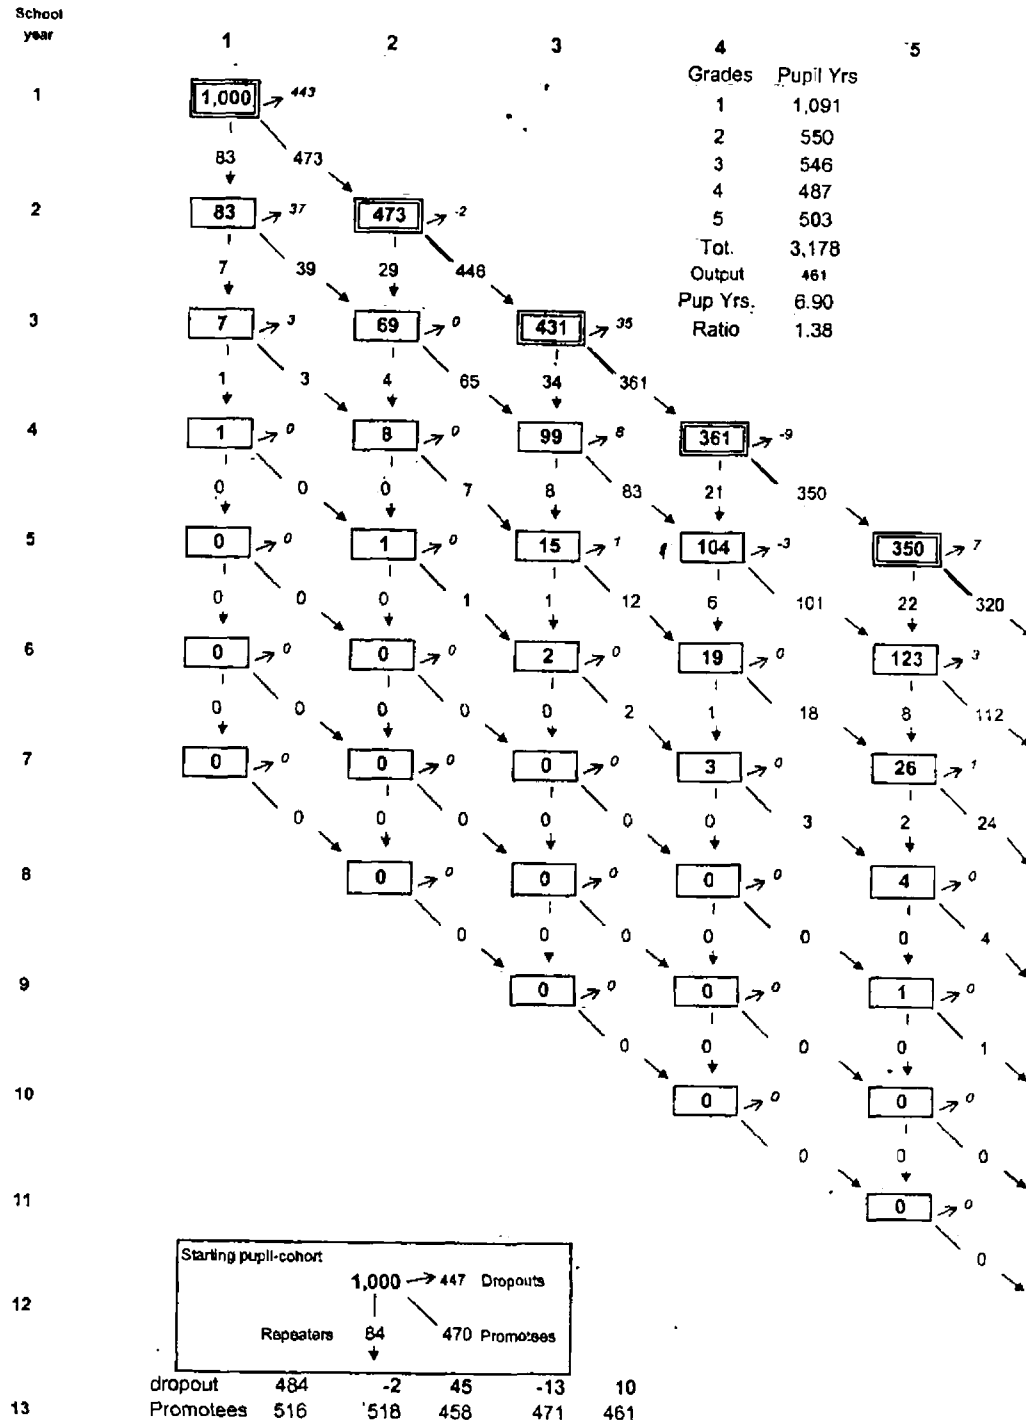 School
year
1 2 3 4 5
Grades Pupil Yrs
1 1,000 443 1 1,091
2 550
83 473 3 546
4 487
2 83 37 473 -2 5 503
Tot. 3,178
7 39 29 446 Output 461
Pup Yrs. 6.90
3 7 3 69 0 431 35 Ratio 1.38
1 3 4 65 34 361
4 1 0 8 0 99 8 361 -9
0 0 0 7 8 83 21 350
5 0 0 1 0 15 1 104 -3 350 7
0 0 0 1 1 12 6 101 22 320
6 0 0 0 0 2 0 19 0 123 3
0 0 0 0 0 2 1 18 8 112
7 0 0 0 0 0 0 3 0 26 1
0 0 0 0 0 0 3 2 24
8 0 0 0 0 0 0 4 0
0 0 0 0 0 0 4
9 0 0 0 0 1 0
0 0 0 0 1
10 0 0 0 0
0 0 0
11 0 0
0
Starting pupil-cohort
1,000 447 Dropouts
12
Repeaters 84 470 Promotees
dropout 484 -2 45 -13 10
13 Promotees 516 518 458 471 461